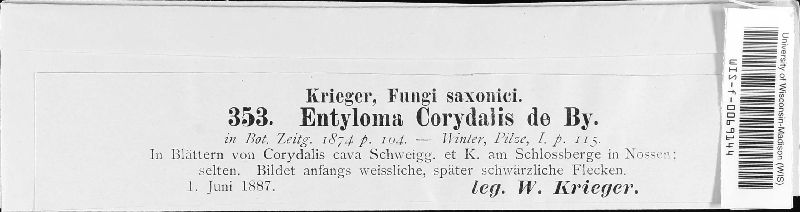 Krieger, Fungi saxonici.
353. Entyloma Corydalis de By.
in Bot. Zeitg. 1874 p. 104. — Winter, Pilze, I. p. 115.
In Blättern von Corydalis cava Schweigg. et K. am Schlossberge in Nossen;
selten. Bildet anfangs weissliche, später schwärzliche Flecken.
1. Juni 1887.
leg. W. Krieger.
University of Wisconsin-Madison (WIS)
WIS-f-0069144